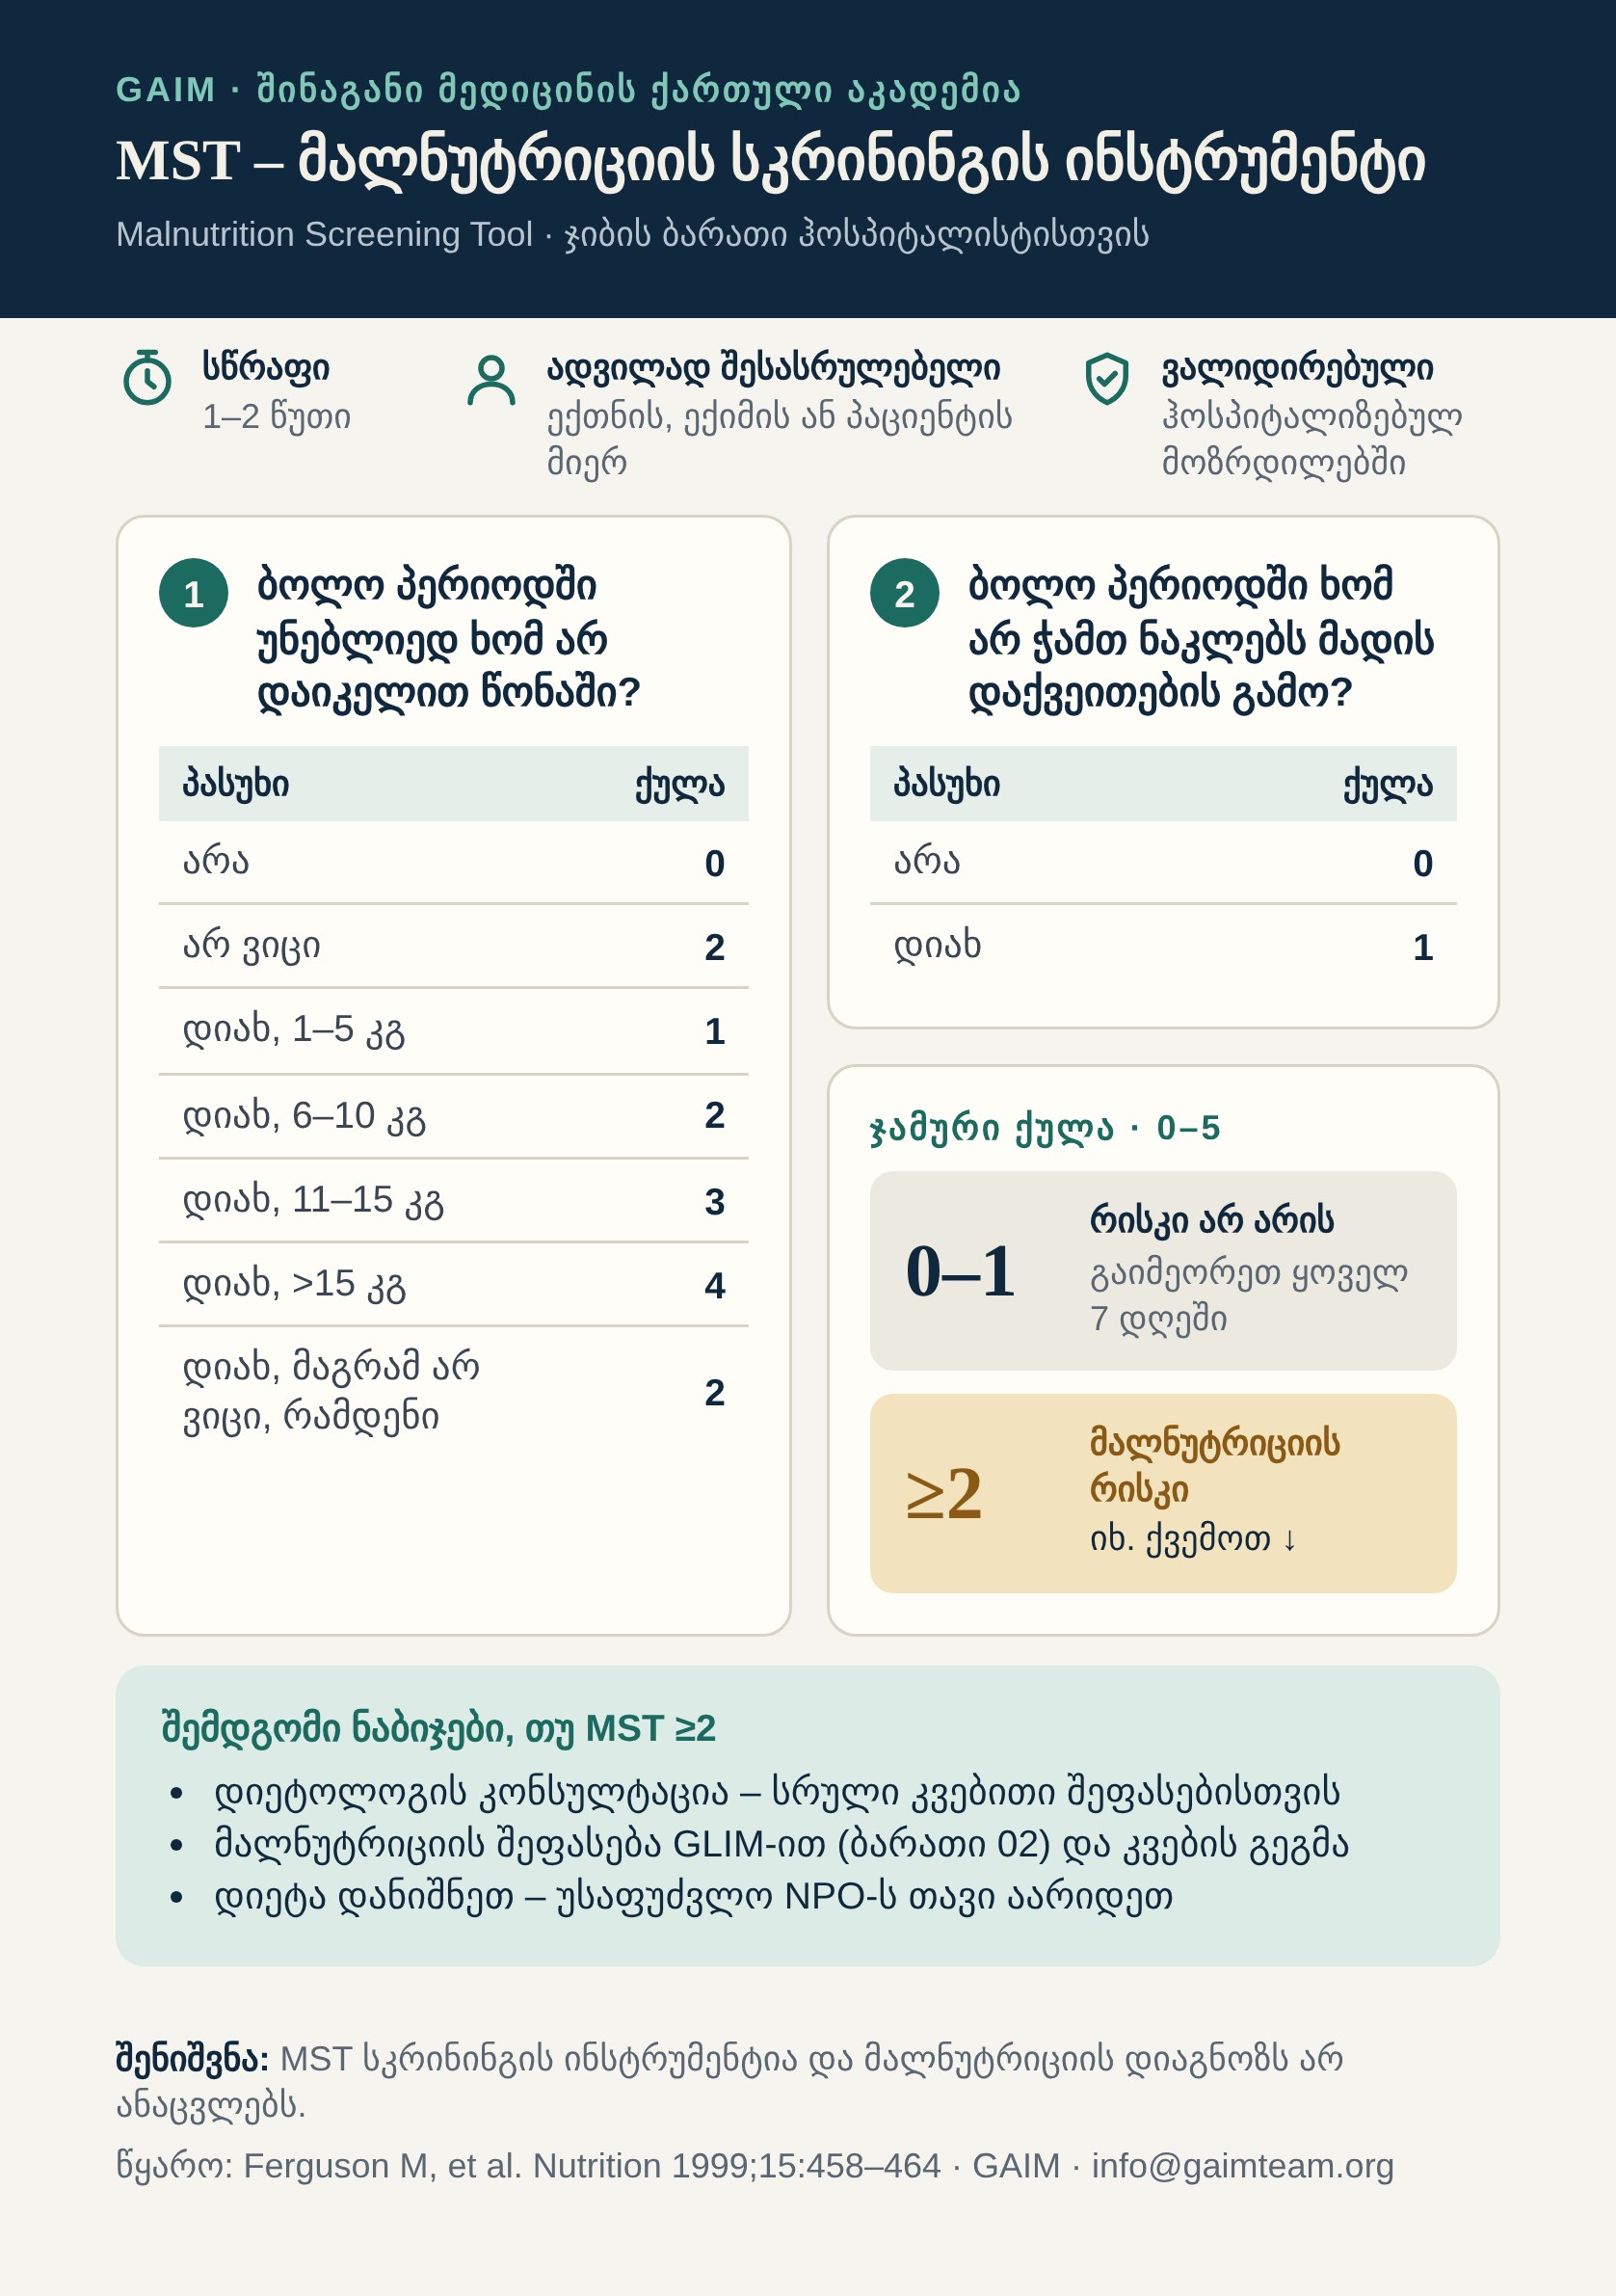 GAIM · შინაგანი მედიცინის ქართული აკადემია
MST – მალნუტრიციის სკრინინგის ინსტრუმენტი
Malnutrition Screening Tool · ჯიბის ბარათი ჰოსპიტალისტისთვის
სწრაფი
1–2 წუთი
ადვილად შესასრულებელი
ექთნის, ექიმის ან პაციენტის
მიერ
ვალიდირებული
ჰოსპიტალიზებულ
მოზრდილებში
1
ბოლო პერიოდში
უნებლიედ ხომ არ
დაიკელით წონაში?
პასუხი ქულა
არა 0
არ ვიცი 2
დიახ, 1–5 კგ 1
დიახ, 6–10 კგ 2
დიახ, 11–15 კგ 3
დიახ, >15 კგ 4
დიახ, მაგრამ არ
ვიცი, რამდენი 2
2
ბოლო პერიოდში ხომ
არ ჭამთ ნაკლებს მადის
დაქვეითების გამო?
პასუხი ქულა
არა 0
დიახ 1
ჯამური ქულა · 0–5
0–1
რისკი არ არის
გაიმეორეთ ყოველ
7 დღეში
≥2
მალნუტრიციის
რისკი
იხ. ქვემოთ ↓
შემდგომი ნაბიჯები, თუ MST ≥2
• დიეტოლოგის კონსულტაცია – სრული კვებითი შეფასებისთვის
• მალნუტრიციის შეფასება GLIM-ით (ბარათი 02) და კვების გეგმა
• დიეტა დანიშნეთ – უსაფუძვლო NPO-ს თავი აარიდეთ
შენიშვნა: MST სკრინინგის ინსტრუმენტია და მალნუტრიციის დიაგნოზს არ
ანაცვლებს.
წყარო: Ferguson M, et al. Nutrition 1999;15:458–464 · GAIM · info@gaimteam.org